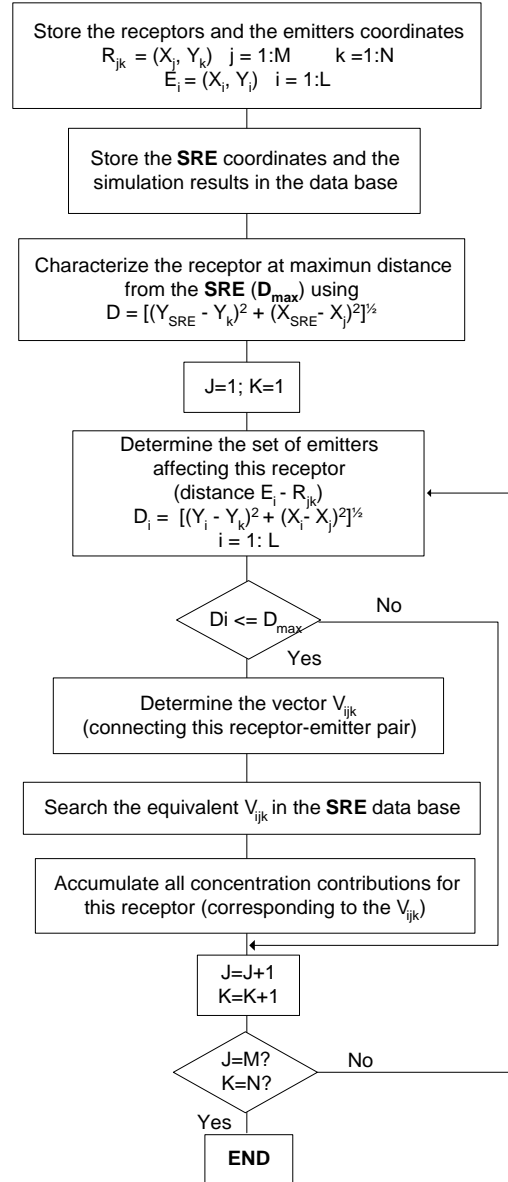 Store the receptors and the emitters coordinates
R_jk = (X_j, Y_k) j = 1:M k =1:N
E_i = (X_i, Y_i) i = 1:L
Store the SRE coordinates and the
simulation results in the data base
Characterize the receptor at maximun distance
from the SRE (D_max) using
D = [(Y_SRE - Y_k)² + (X_SRE- X_j)²]^½
J=1; K=1
Determine the set of emitters
affecting this receptor
(distance E_i - R_jk)
D_i = [(Y_i - Y_k)² + (X_i- X_j)²]^½
i = 1: L
Di <= D_max
No
Yes
Determine the vector V_ijk
(connecting this receptor-emitter pair)
Search the equivalent V_ijk in the SRE data base
Accumulate all concentration contributions for
this receptor (corresponding to the V_ijk)
J=J+1
K=K+1
J=M?
K=N?
No
Yes
END